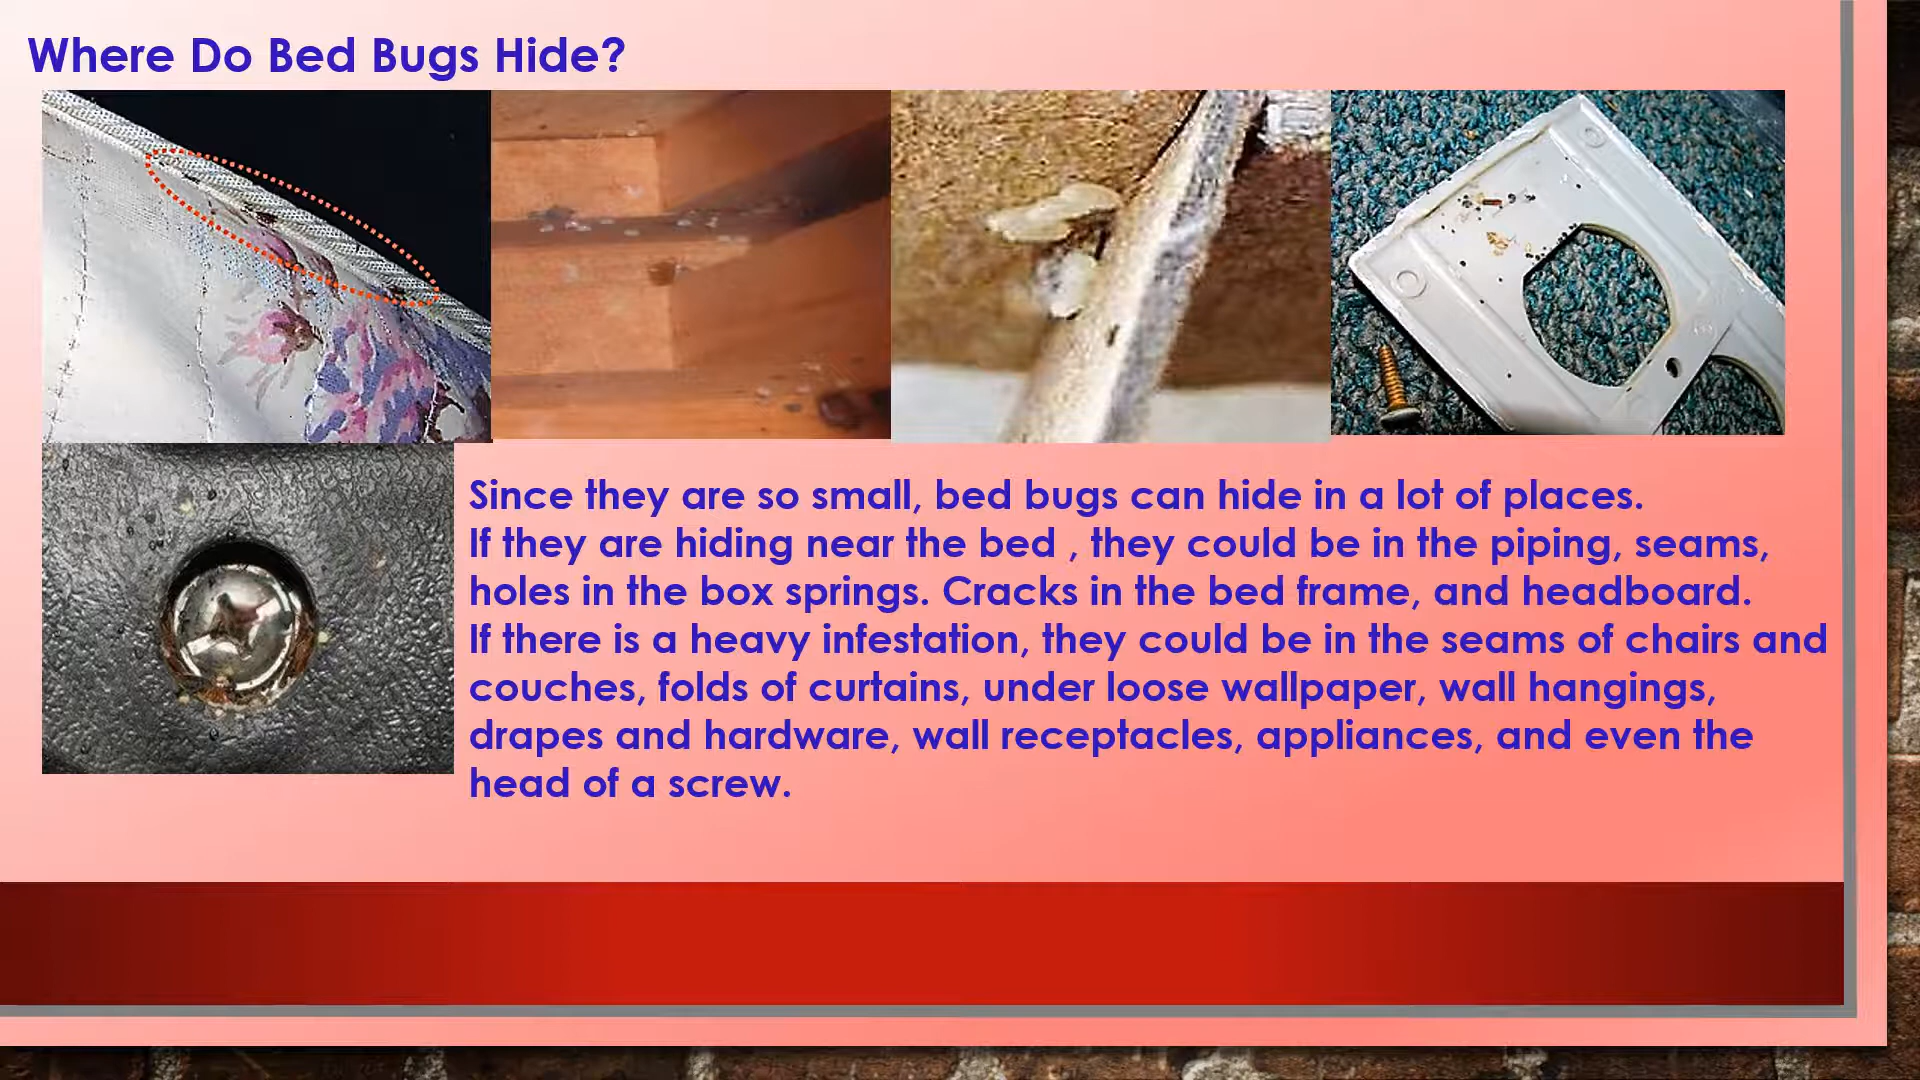 Where Do Bed Bugs Hide?
Since they are so small, bed bugs can hide in a lot of places.
If they are hiding near the bed , they could be in the piping, seams,
holes in the box springs. Cracks in the bed frame, and headboard.
If there is a heavy infestation, they could be in the seams of chairs and
couches, folds of curtains, under loose wallpaper, wall hangings,
drapes and hardware, wall receptacles, appliances, and even the
head of a screw.